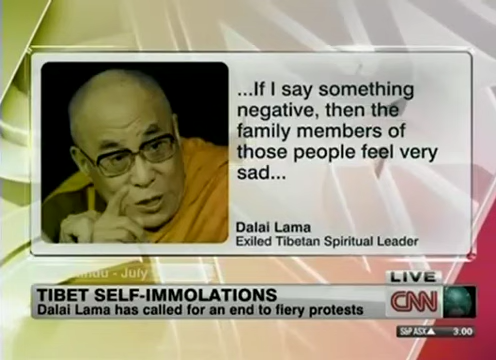 ...If I say something
negative, then the
family members of
those people feel very
sad...
Dalai Lama
Exiled Tibetan Spiritual Leader
- July
LIVE
TIBET SELF-IMMOLATIONS
Dalai Lama has called for an end to fiery protests
CNN
S&P ASX▲ 3:00